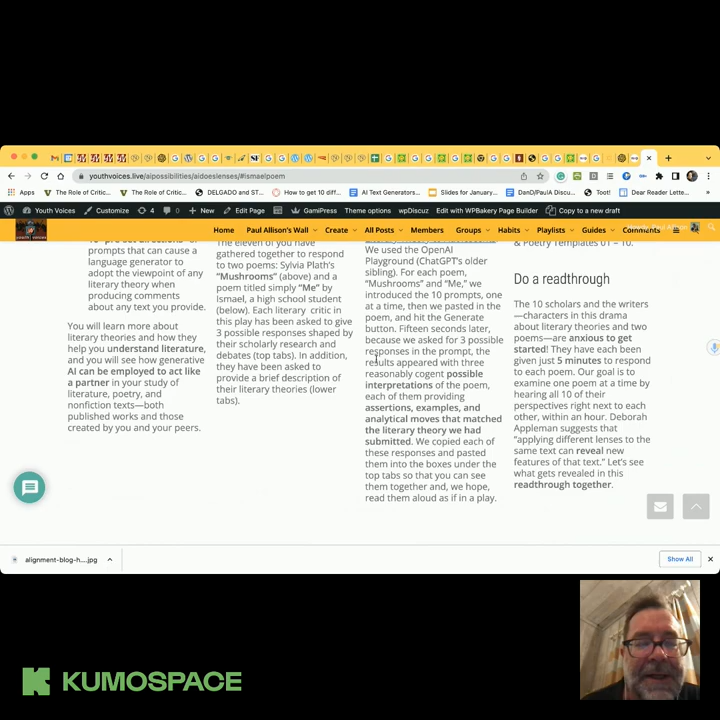 youthvoices.live/aipossibilities/aidoeslenses/#ismaelpoem
Apps
The Role of Critic...
The Role of Critic...
DELGADO and ST...
How to get 10 diff...
AI Text Generators...
Slides for January...
DanD/PaulA Discu...
Toot!
Dear Reader Letter...
Youth Voices
Customize
4
New
Edit Page
GamiPress
Theme options
wpDiscuz
Edit with WPBakery Page Builder
Copy to a new draft
Home
Paul Allison's Wall
Create
All Posts
Members
Groups
Habits
Playlists
Guides
Comments
prompts that can cause a
language generator to
adopt the viewpoint of any
literary theory when
producing comments
about any text you provide.
You will learn more about
literary theories and how they
help you understand literature,
and you will see how generative
AI can be employed to act like
a partner in your study of
literature, poetry, and
nonfiction texts—both
published works and those
created by you and your peers.
The eleven of you have
gathered together to respond
to two poems: Sylvia Plath's
"Mushrooms" (above) and a
poem titled simply "Me" by
Ismael, a high school student
(below). Each literary critic in
this play has been asked to give
3 possible responses shaped by
their scholarly research and
debates (top tabs). In addition,
they have been asked to
provide a brief description of
their literary theories (lower
tabs).
We used the OpenAI
Playground (ChatGPT's older
sibling). For each poem,
"Mushrooms" and "Me," we
introduced the 10 prompts, one
at a time, then we pasted in the
poem, and hit the Generate
button. Fifteen seconds later,
because we asked for 3 possible
responses in the prompt, the
results appeared with three
reasonably cogent possible
interpretations of the poem,
each of them providing
assertions, examples, and
analytical moves that matched
the literary theory we had
submitted. We copied each of
these responses and pasted
them into the boxes under the
top tabs so that you can see
them together and, we hope,
read them aloud as if in a play.
& Poetry Templates 01 – 10.
Do a readthrough
The 10 scholars and the writers
—characters in this drama
about literary theories and two
poems—are anxious to get
started! They have each been
given just 5 minutes to respond
to each poem. Our goal is to
examine one poem at a time by
hearing all 10 of their
perspectives right next to each
other, within an hour. Deborah
Appleman suggests that
"applying different lenses to the
same text can reveal new
features of that text." Let's see
what gets revealed in this
readthrough together.
alignment-blog-h....jpg
Show All
KUMOSPACE